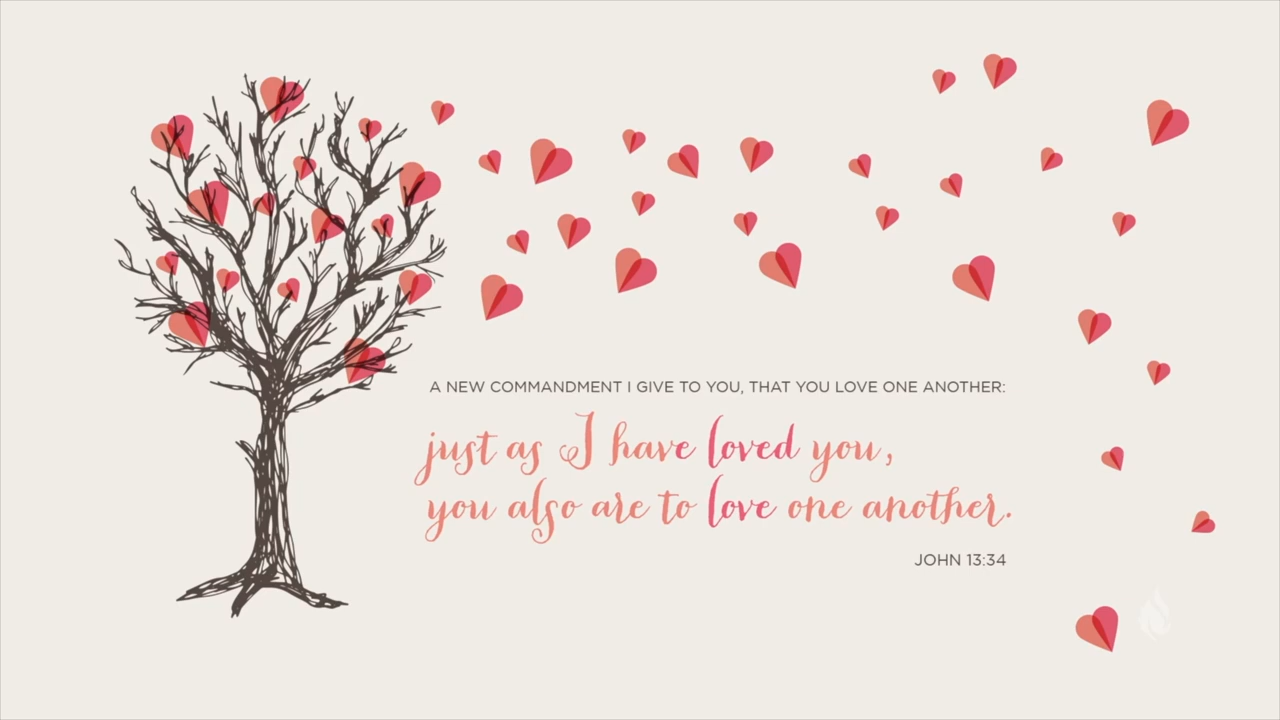 A NEW COMMANDMENT I GIVE TO YOU, THAT YOU LOVE ONE ANOTHER:
just as I have loved you,
you also are to love one another.
JOHN 13:34